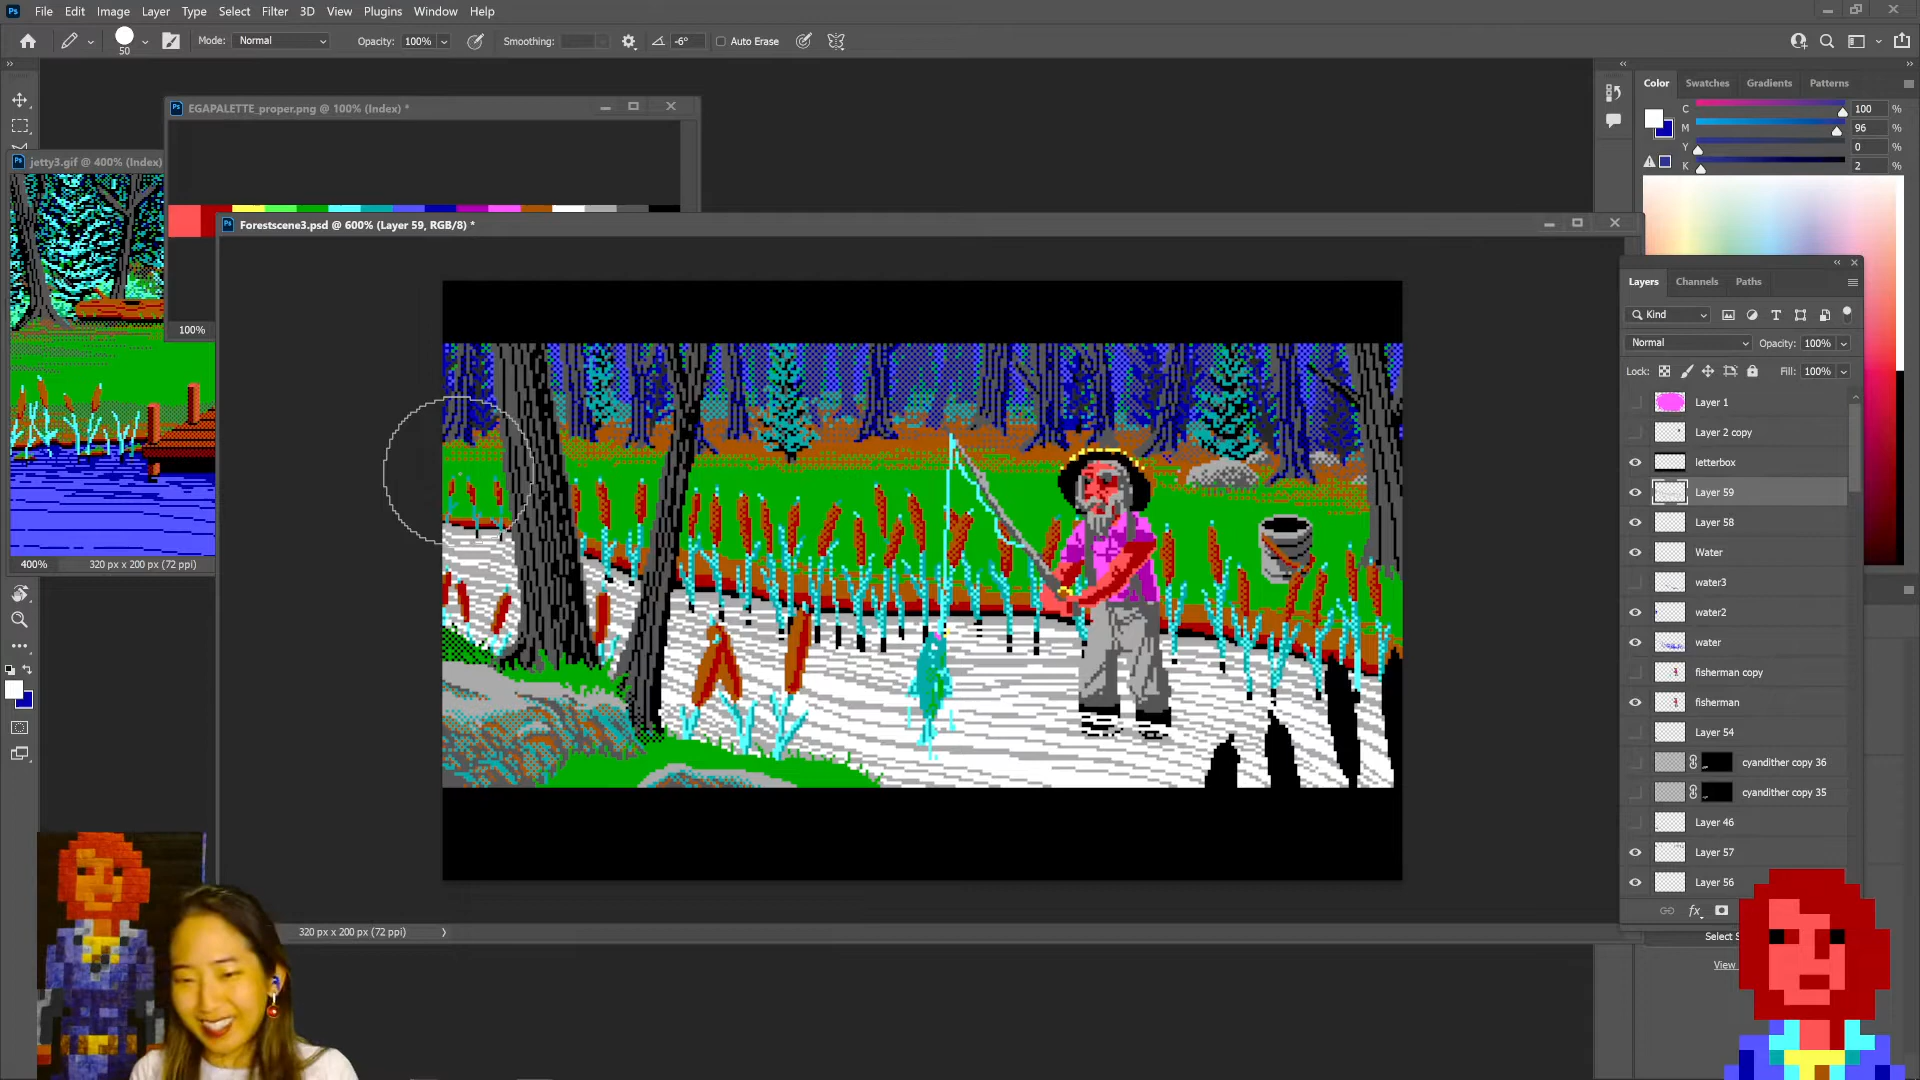 Ps File Edit Image Layer Type Select Filter 3D View Plugins Window Help
50 Mode: Normal Opacity: 100% Smoothing: -6° Auto Erase
Color Swatches Gradients Patterns
C 100 %
M 96 %
Y 0 %
K 2 %
EGAPALETTE_proper.png @ 100% (Index) *
100%
jetty3.gif @ 400% (Index)
400% 320 px x 200 px (72 ppi)
Forestscene3.psd @ 600% (Layer 59, RGB/8) *
320 px x 200 px (72 ppi)
Layers Channels Paths
Kind
Normal Opacity: 100%
Lock: Fill: 100%
Layer 1
Layer 2 copy
letterbox
Layer 59
Layer 58
Water
water3
water2
water
fisherman copy
fisherman
Layer 54
cyandither copy 36
cyandither copy 35
Layer 46
Layer 57
Layer 56
fx
Select S
View